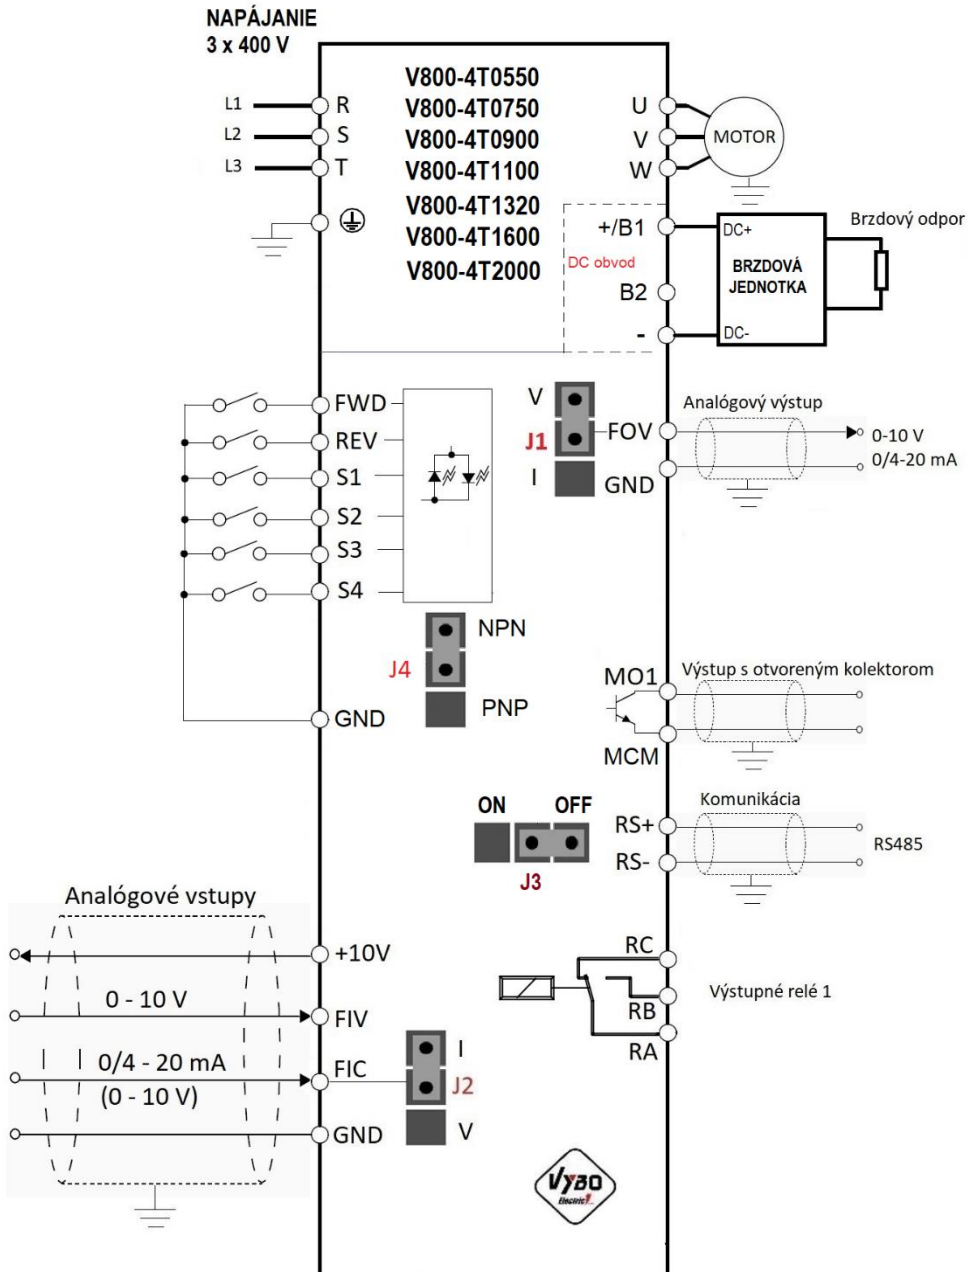 NAPÁJANIE
3 x 400 V
V800-4T0550
V800-4T0750
V800-4T0900
V800-4T1100
V800-4T1320
V800-4T1600
V800-4T2000
L1
R
L2
S
L3
T
U
V
W
MOTOR
+/B1
DC obvod
B2
-
DC+
BRZDOVÁ
JEDNOTKA
DC-
Brzdový odpor
FWD
REV
S1
S2
S3
S4
GND
V
J1
I
FOV
GND
Analógový výstup
0-10 V
0/4-20 mA
NPN
J4
PNP
MO1
MCM
Výstup s otvoreným kolektorom
ON
OFF
J3
RS+
RS-
Komunikácia
RS485
Analógové vstupy
+10V
0 - 10 V
FIV
0/4 - 20 mA
(0 - 10 V)
FIC
GND
I
J2
V
RC
RB
RA
Výstupné relé 1
VYBO
Electric